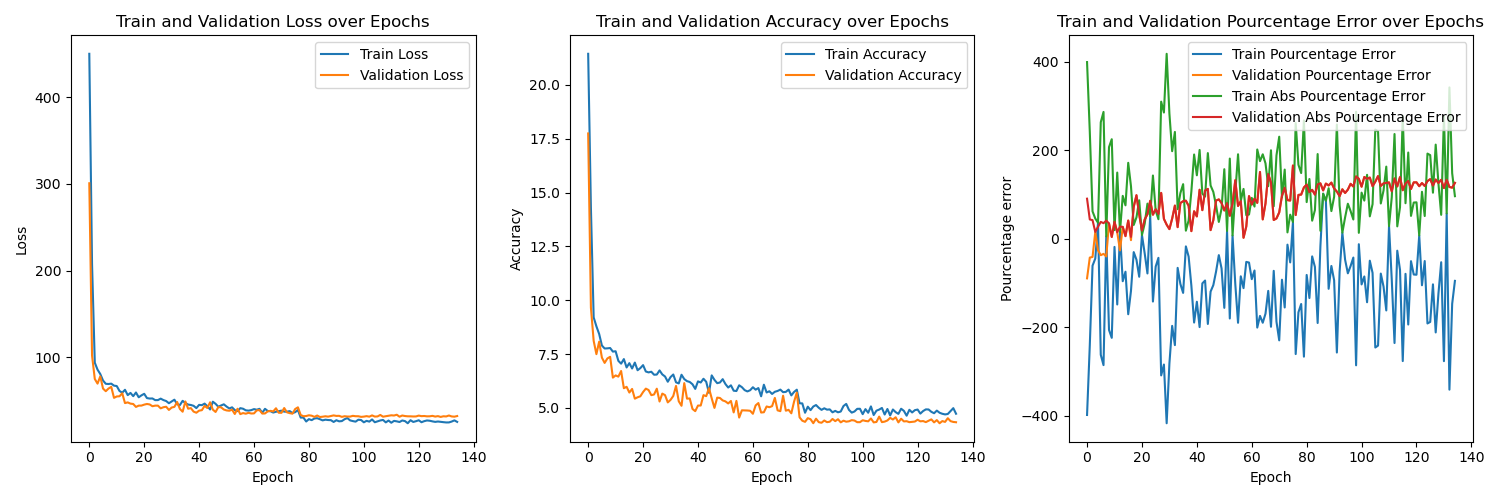 Train and Validation Loss over Epochs
Train Loss
Validation Loss
400
300
200
100
Loss
0
20
40
60
80
100
120
140
Epoch
Train and Validation Accuracy over Epochs
Train Accuracy
Validation Accuracy
20.0
17.5
15.0
12.5
10.0
7.5
5.0
Accuracy
0
20
40
60
80
100
120
140
Epoch
Train and Validation Pourcentage Error over Epochs
Train Pourcentage Error
Validation Pourcentage Error
Train Abs Pourcentage Error
Validation Abs Pourcentage Error
400
200
0
−200
−400
Pourcentage error
0
20
40
60
80
100
120
140
Epoch